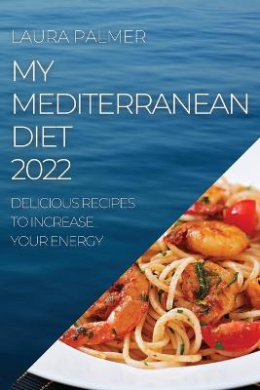 LAURA PALMER
MY
MEDITERRANEAN
DIET
2022
DELICIOUS RECIPES
TO INCREASE
YOUR ENERGY